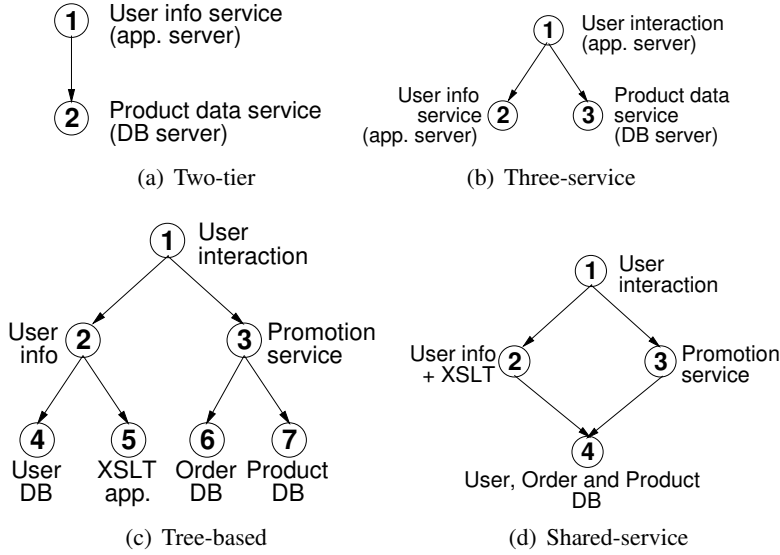 1 User info service
(app. server)
2 Product data service
(DB server)
(a) Two-tier
1 User interaction
(app. server)
User info
service
(app. server)
2
3
Product data
service
(DB server)
(b) Three-service
1 User
interaction
User
info
2
3
Promotion
service
4
User
DB
5
XSLT
app.
6
Order
DB
7
Product
DB
(c) Tree-based
1 User
interaction
User info
+ XSLT
2
3
Promotion
service
4
User, Order and Product
DB
(d) Shared-service